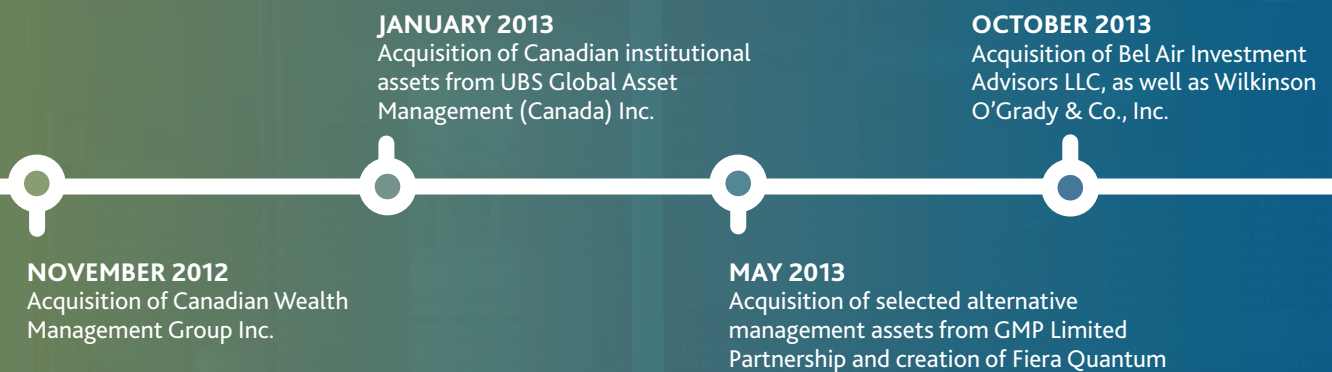 NOVEMBER 2012
Acquisition of Canadian Wealth
Management Group Inc.
JANUARY 2013
Acquisition of Canadian institutional
assets from UBS Global Asset
Management (Canada) Inc.
MAY 2013
Acquisition of selected alternative
management assets from GMP Limited
Partnership and creation of Fiera Quantum
OCTOBER 2013
Acquisition of Bel Air Investment
Advisors LLC, as well as Wilkinson
O’Grady & Co., Inc.